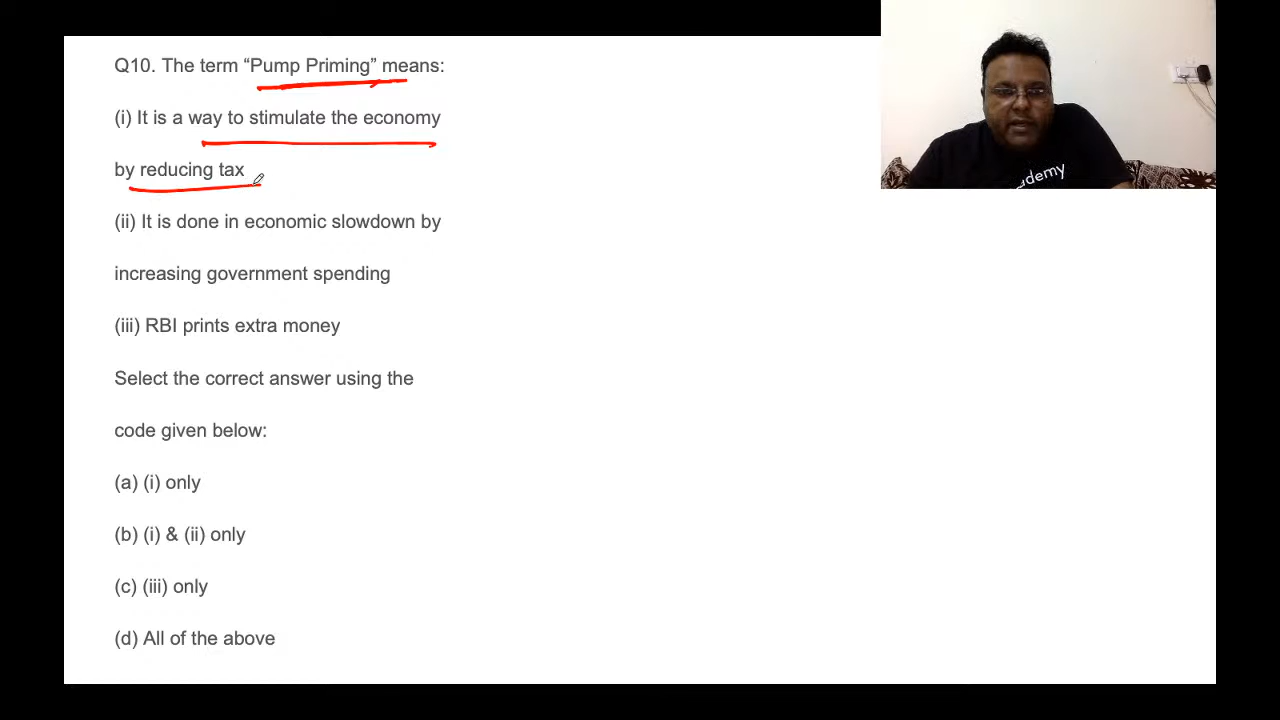 Q10. The term “Pump Priming” means:
(i) It is a way to stimulate the economy
by reducing tax
(ii) It is done in economic slowdown by
increasing government spending
(iii) RBI prints extra money
Select the correct answer using the
code given below:
(a) (i) only
(b) (i) & (ii) only
(c) (iii) only
(d) All of the above